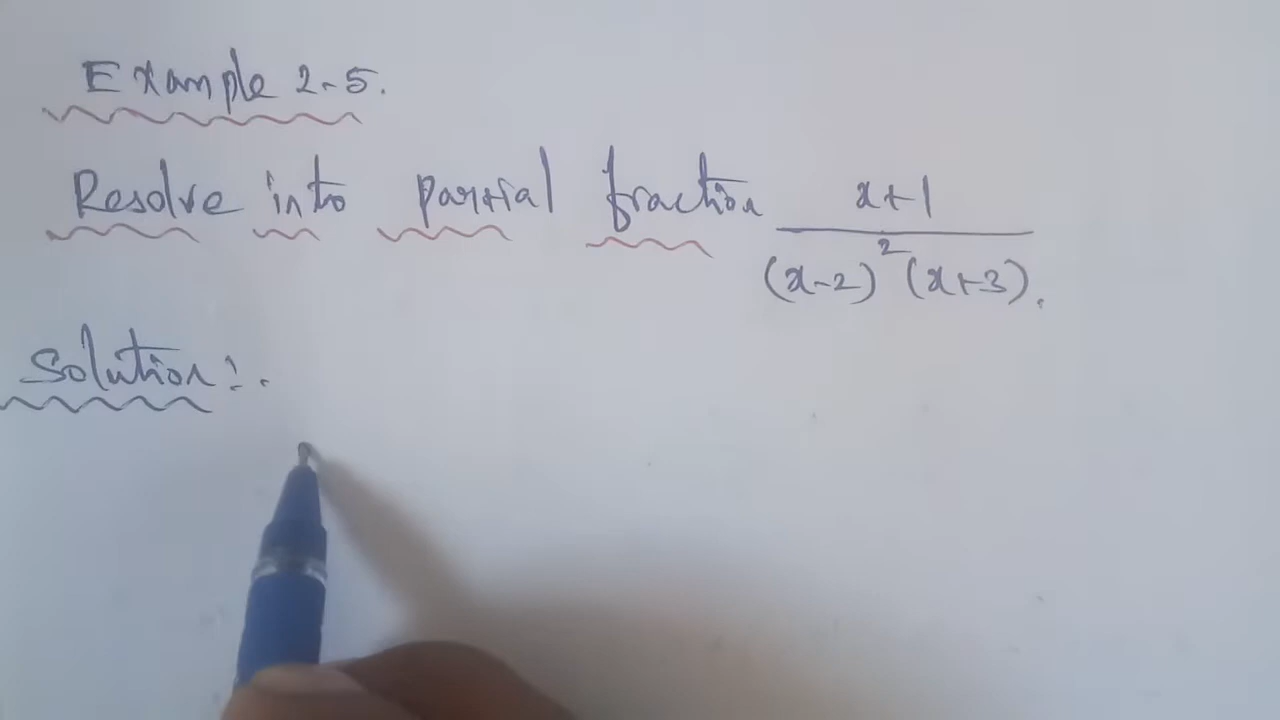 Example 2.5.
Resolve into partial fraction x+1 / (x-2)² (x+3).
Solution:.